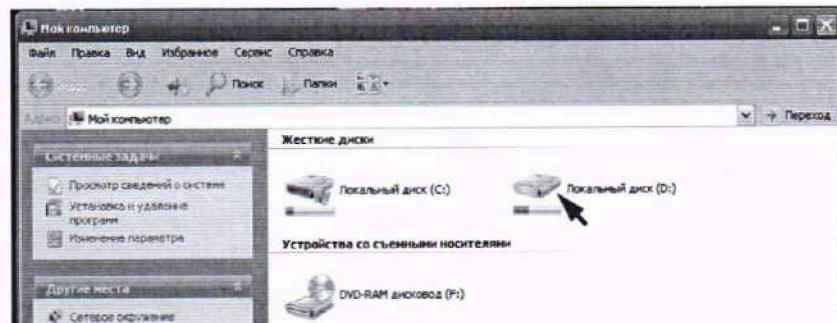 Мой компьютер
Файл Правка Вид Избранное Сервис Справка
Поиск Папки
Адрес: Мой компьютер Переход
Системные задачи
Просмотр сведений о системе
Установка и удаление
программ
Изменение параметра
Другие места
Сетевое окружение
Жесткие диски
Локальный диск (C:)
Локальный диск (D:)
Устройства со съемными носителями
DVD-RAM дисковод (F:)